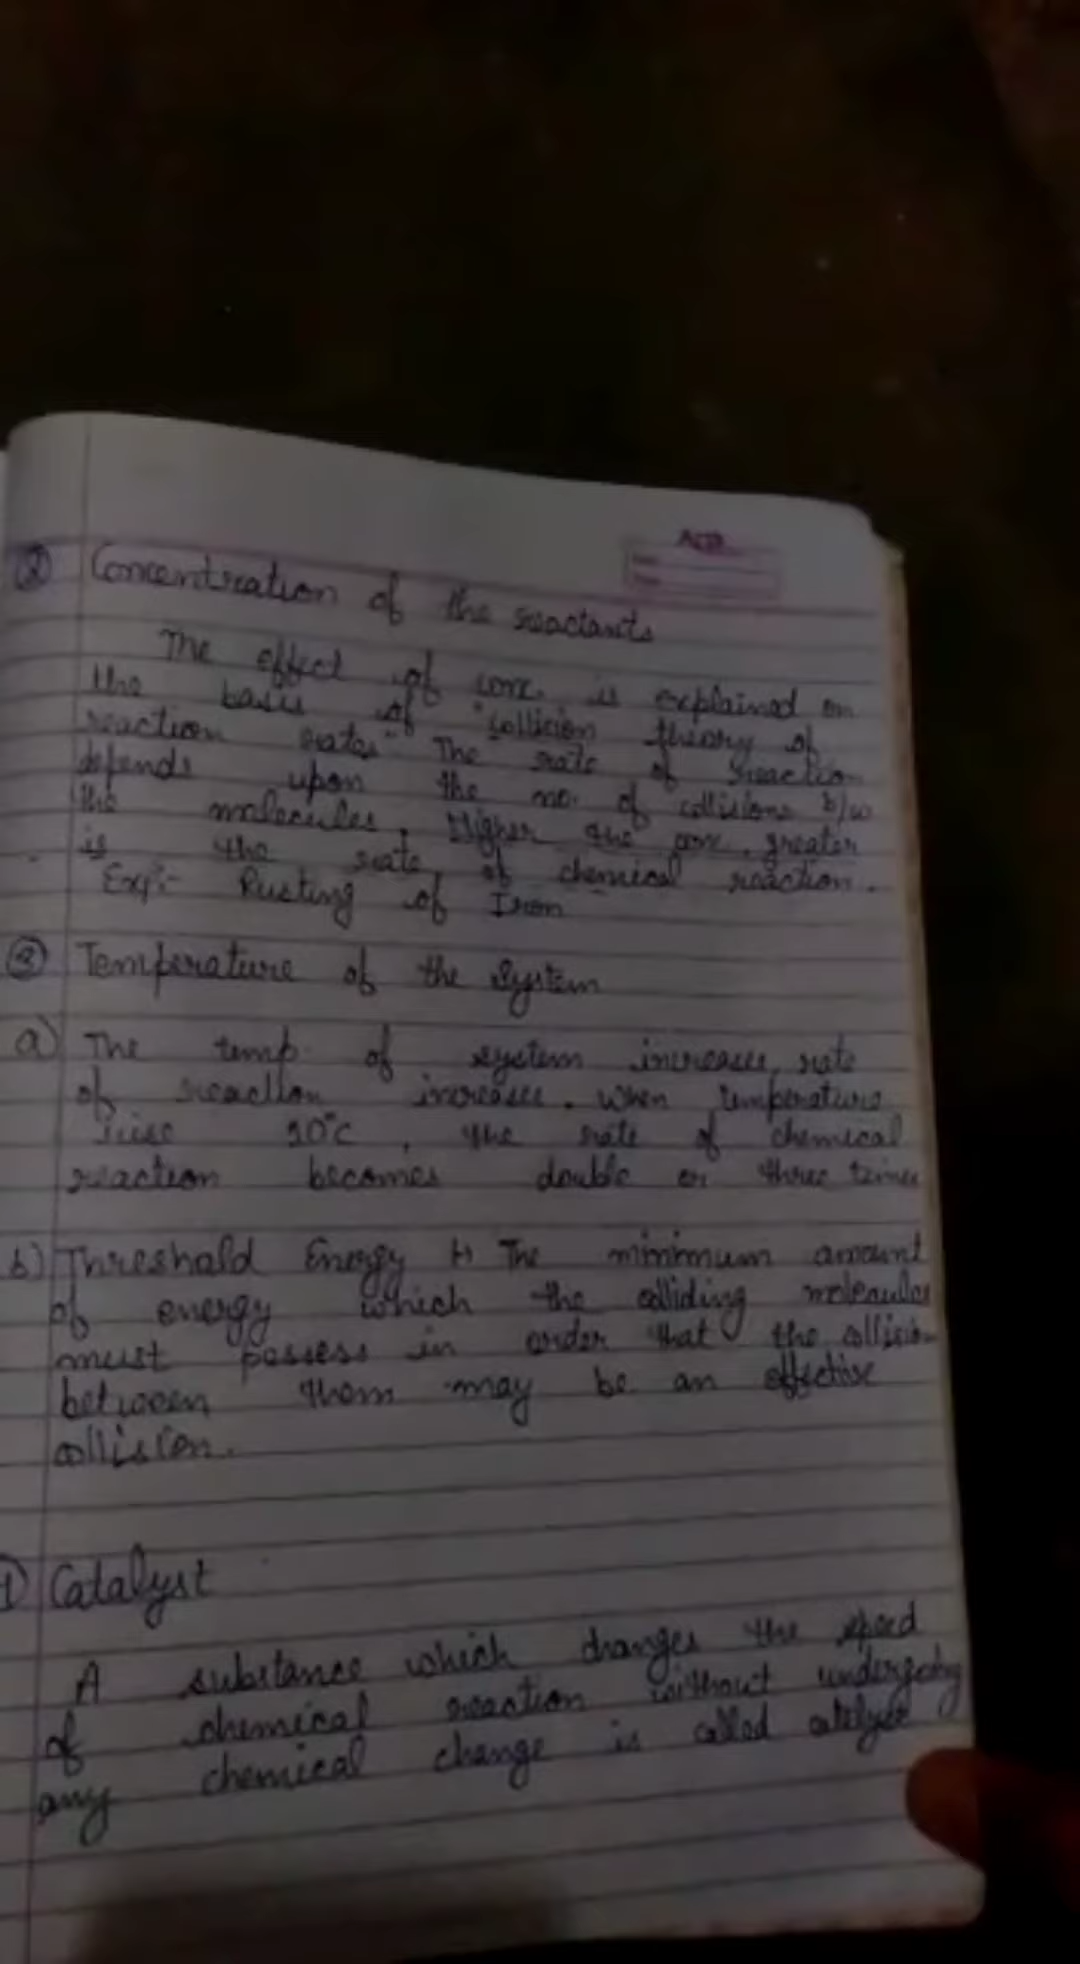 ② Concentration of the reactants
The effect of conc. is explained on
the basis of "collision theory of
reaction rates" The rate of reaction
depends upon the no. of collisions b/w
the molecules. Higher the conc. greater
is the rate of chemical reaction.
Exp:- Rusting of Iron
③ Temperature of the System
a) The temp. of system increases, rate
of reaction increases. When temperature
rise 10°C, the rate of chemical
reaction becomes double or three times
b) Threshold Energy :- The minimum amount
of energy which the colliding molecules
must possess in order that the collision
between them may be an effective
collision.
Catalyst
A substance which changes the speed
of chemical reaction without undergoing
any chemical change is called catalyst